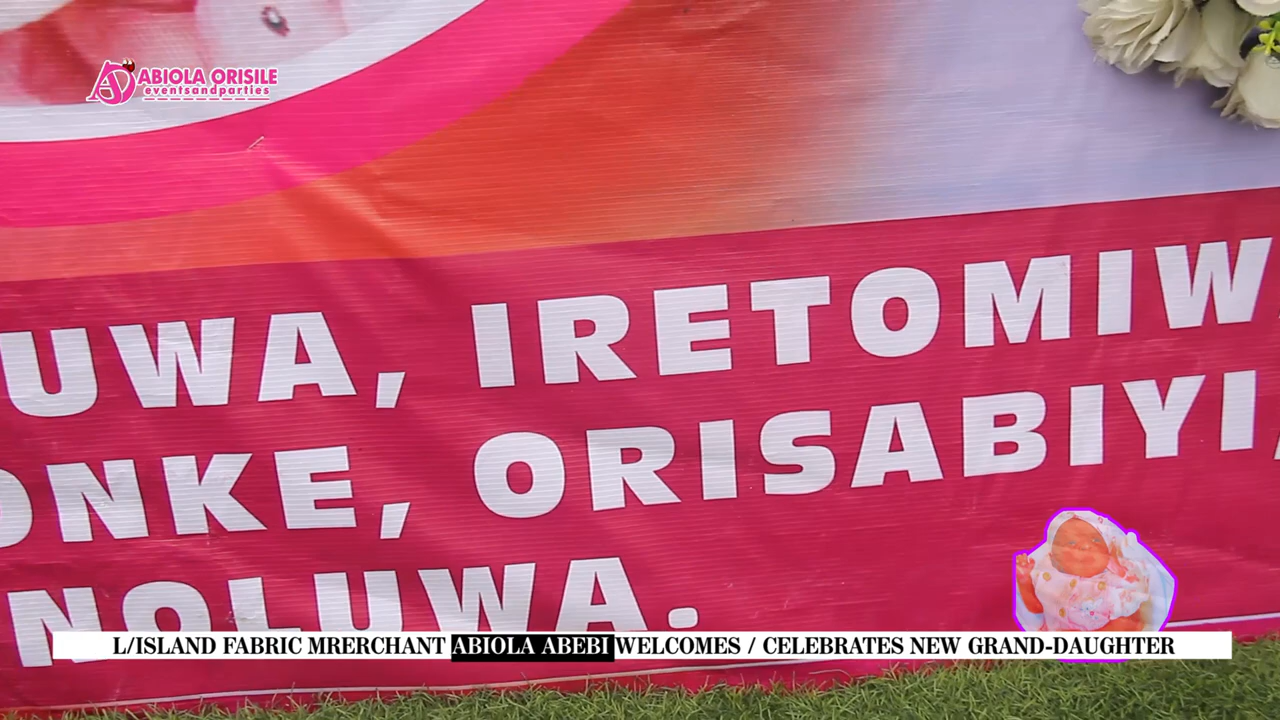 ABIOLA ORISILE
eventsandparties
UWA, IRETOMIW
ONKE, ORISABIYI,
NOLUWA.
L/ISLAND FABRIC MRERCHANT ABIOLA ABEBI WELCOMES / CELEBRATES NEW GRAND-DAUGHTER